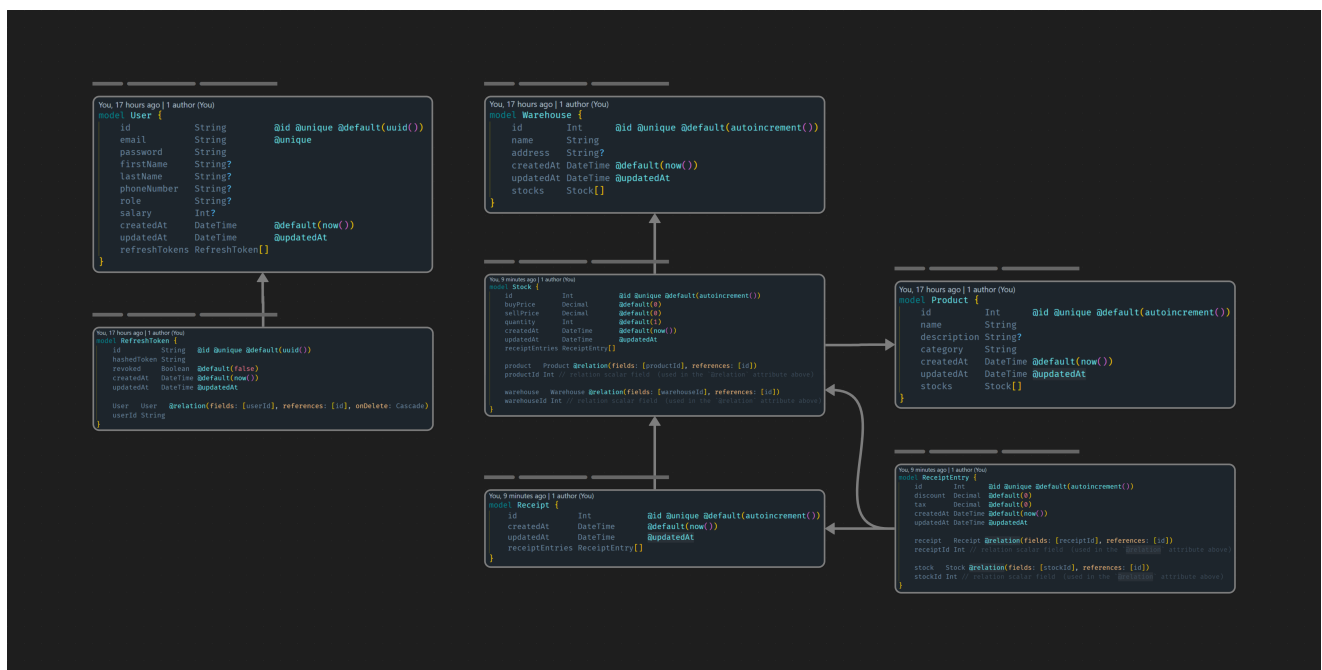 You, 17 hours ago | 1 author (You)
model User {
id String @id @unique @default(uuid())
email String @unique
password String
firstName String?
lastName String?
phoneNumber String?
role String?
salary Int?
createdAt DateTime @default(now())
updatedAt DateTime @updatedAt
refreshTokens RefreshToken[]
}
You, 17 hours ago | 1 author (You)
model RefreshToken {
id String @id @unique @default(uuid())
hashedToken String
revoked Boolean @default(false)
createdAt DateTime @default(now())
updatedAt DateTime @updatedAt
User User @relation(fields: [userId], references: [id], onDelete: Cascade)
userId String
}
You, 17 hours ago | 1 author (You)
model Warehouse {
id Int @id @unique @default(autoincrement())
name String
address String?
createdAt DateTime @default(now())
updatedAt DateTime @updatedAt
stocks Stock[]
}
You, 9 minutes ago | 1 author (You)
model Stock {
id Int @id @unique @default(autoincrement())
buyPrice Decimal @default(0)
sellPrice Decimal @default(0)
quantity Int @default(1)
createdAt DateTime @default(now())
updatedAt DateTime @updatedAt
receiptEntries ReceiptEntry[]
product Product @relation(fields: [productId], references: [id])
productId Int // relation scalar field (used in the `@relation` attribute above)
warehouse Warehouse @relation(fields: [warehouseId], references: [id])
warehouseId Int // relation scalar field (used in the `@relation` attribute above)
}
You, 9 minutes ago | 1 author (You)
model Receipt {
id Int @id @unique @default(autoincrement())
createdAt DateTime @default(now())
updatedAt DateTime @updatedAt
receiptEntries ReceiptEntry[]
}
You, 17 hours ago | 1 author (You)
model Product {
id Int @id @unique @default(autoincrement())
name String
description String?
category String
createdAt DateTime @default(now())
updatedAt DateTime @updatedAt
stocks Stock[]
}
You, 9 minutes ago | 1 author (You)
model ReceiptEntry {
id Int @id @unique @default(autoincrement())
discount Decimal @default(0)
tax Decimal @default(0)
createdAt DateTime @default(now())
updatedAt DateTime @updatedAt
receipt Receipt @relation(fields: [receiptId], references: [id])
receiptId Int // relation scalar field (used in the `@relation` attribute above)
stock Stock @relation(fields: [stockId], references: [id])
stockId Int // relation scalar field (used in the `@relation` attribute above)
}